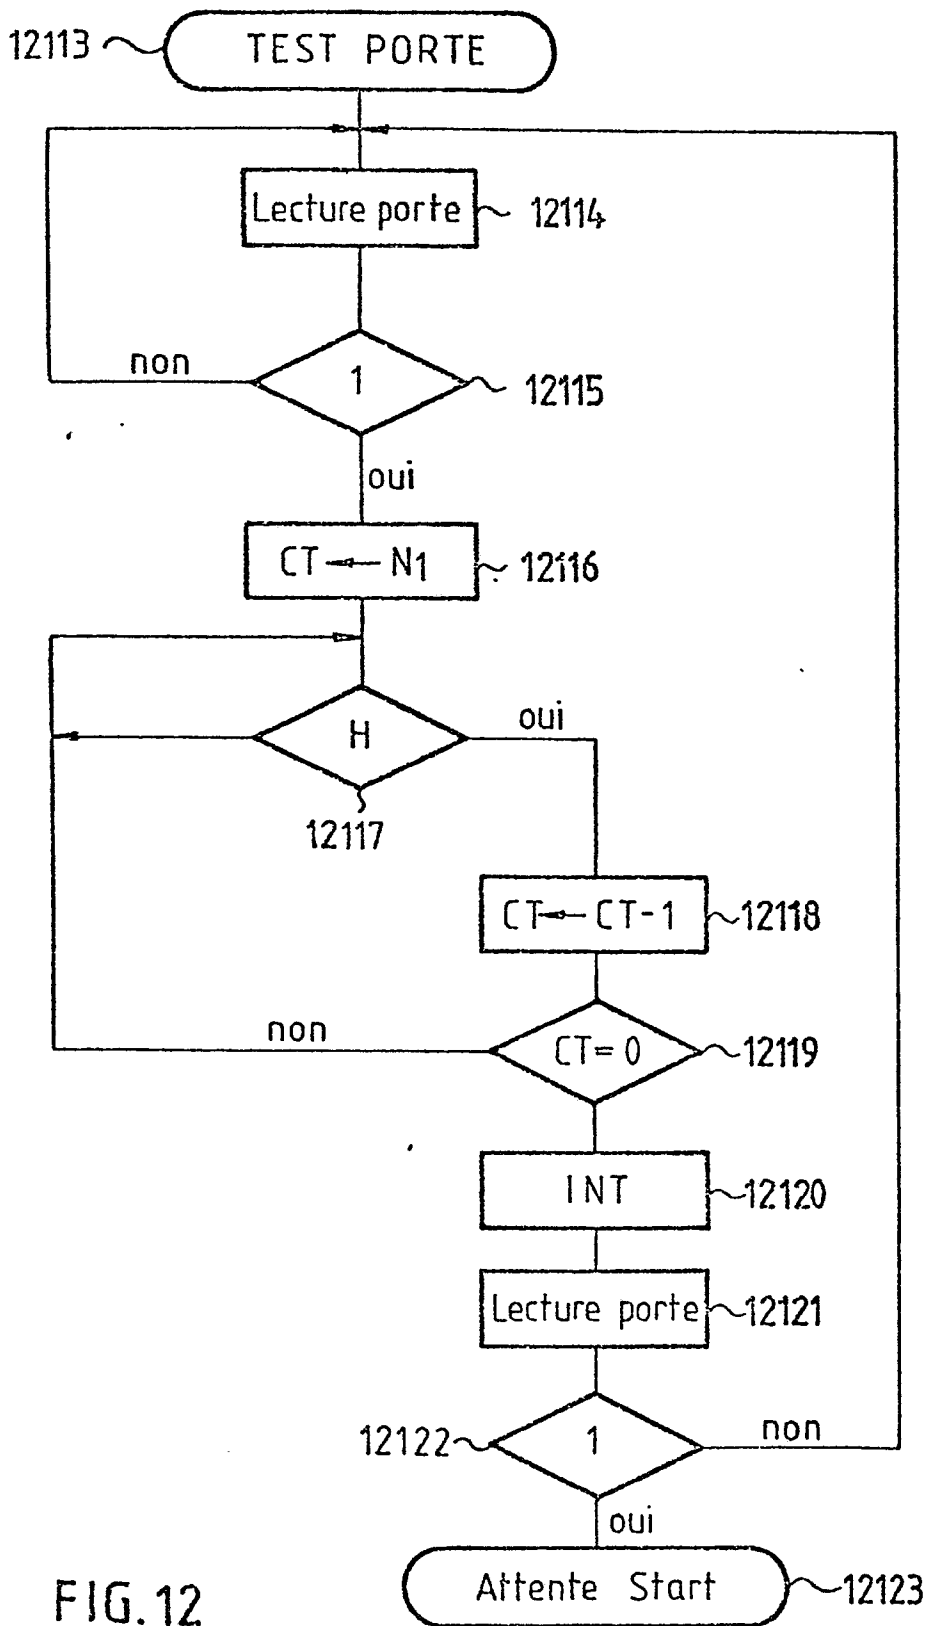 12113 TEST PORTE
Lecture porte 12114
non 1 12115
oui
CT ← N1 12116
H oui
12117
CT ← CT-1 12118
non CT = 0 12119
INT 12120
Lecture porte 12121
12122 1 non
oui
Attente Start 12123
FIG. 12